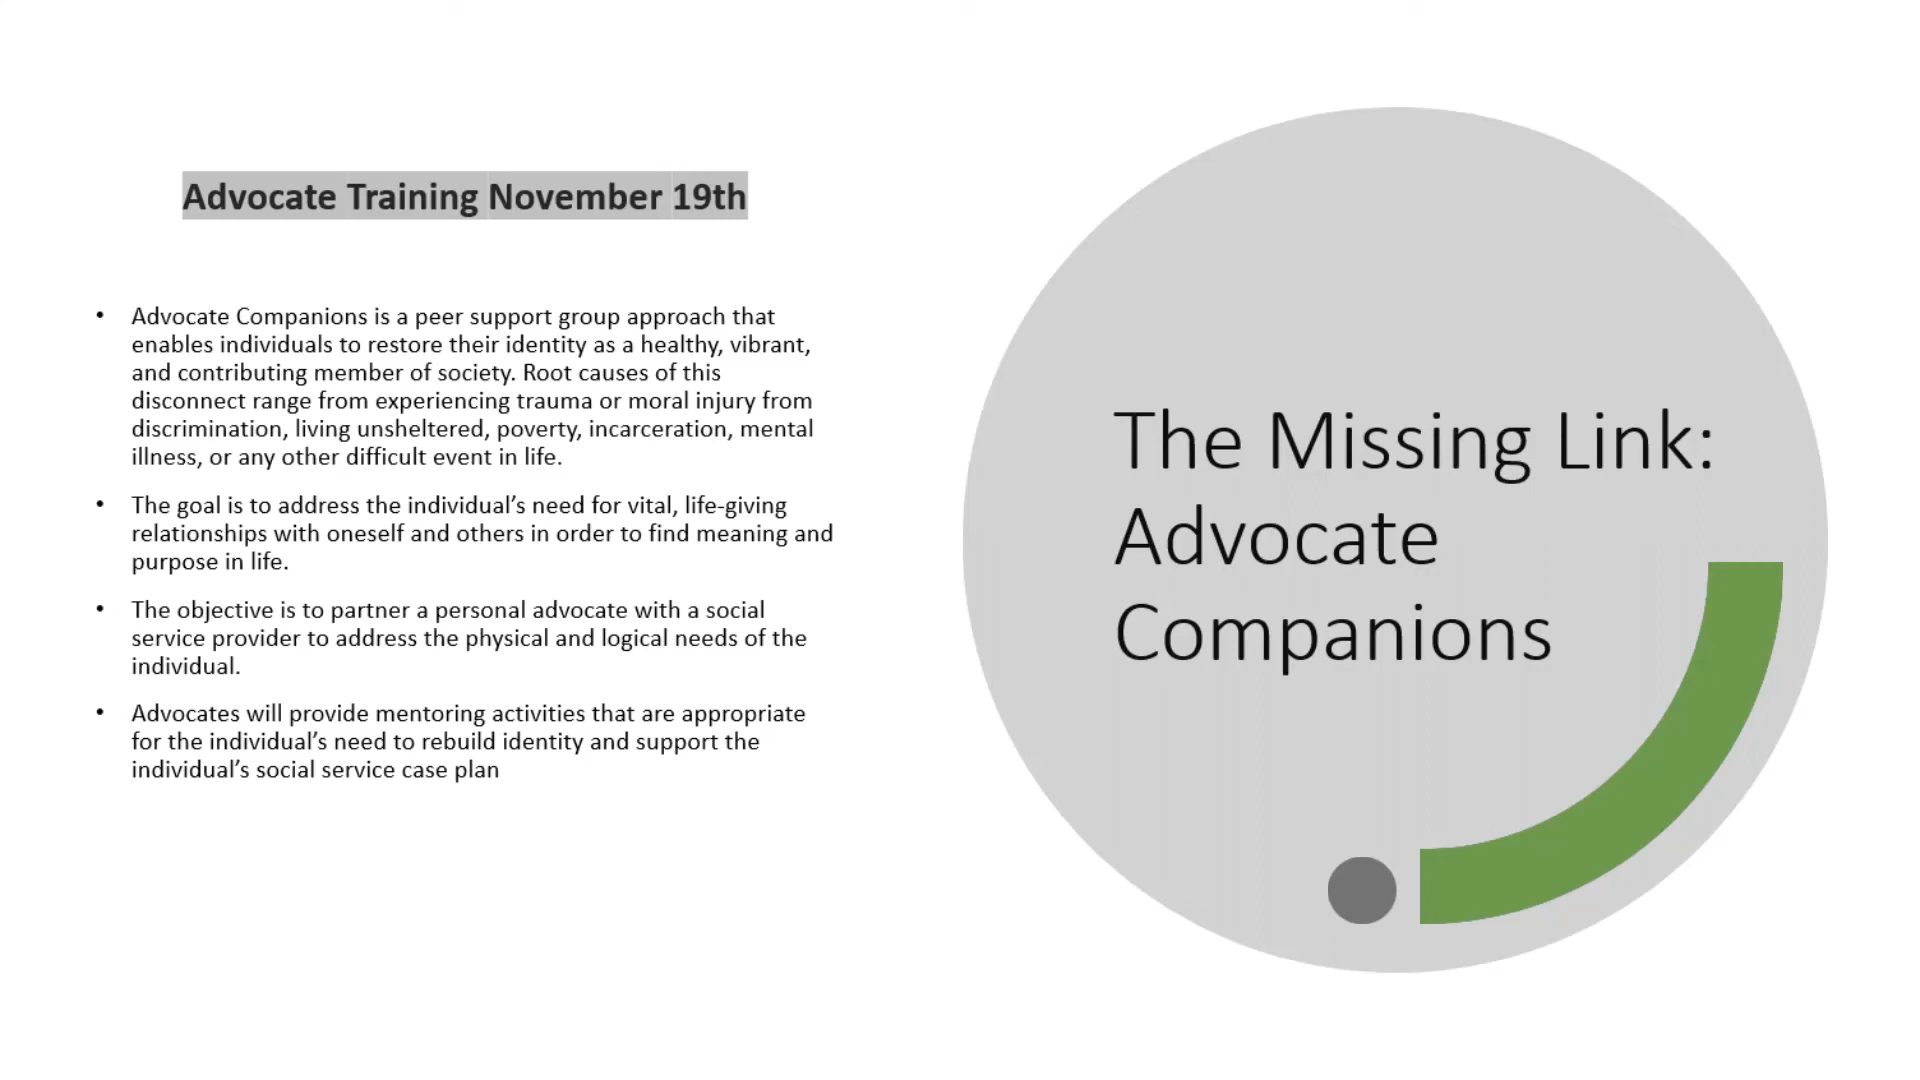 Advocate Training November 19th
• Advocate Companions is a peer support group approach that
enables individuals to restore their identity as a healthy, vibrant,
and contributing member of society. Root causes of this
disconnect range from experiencing trauma or moral injury from
discrimination, living unsheltered, poverty, incarceration, mental
illness, or any other difficult event in life.
• The goal is to address the individual’s need for vital, life-giving
relationships with oneself and others in order to find meaning and
purpose in life.
• The objective is to partner a personal advocate with a social
service provider to address the physical and logical needs of the
individual.
• Advocates will provide mentoring activities that are appropriate
for the individual’s need to rebuild identity and support the
individual’s social service case plan
The Missing Link:
Advocate
Companions